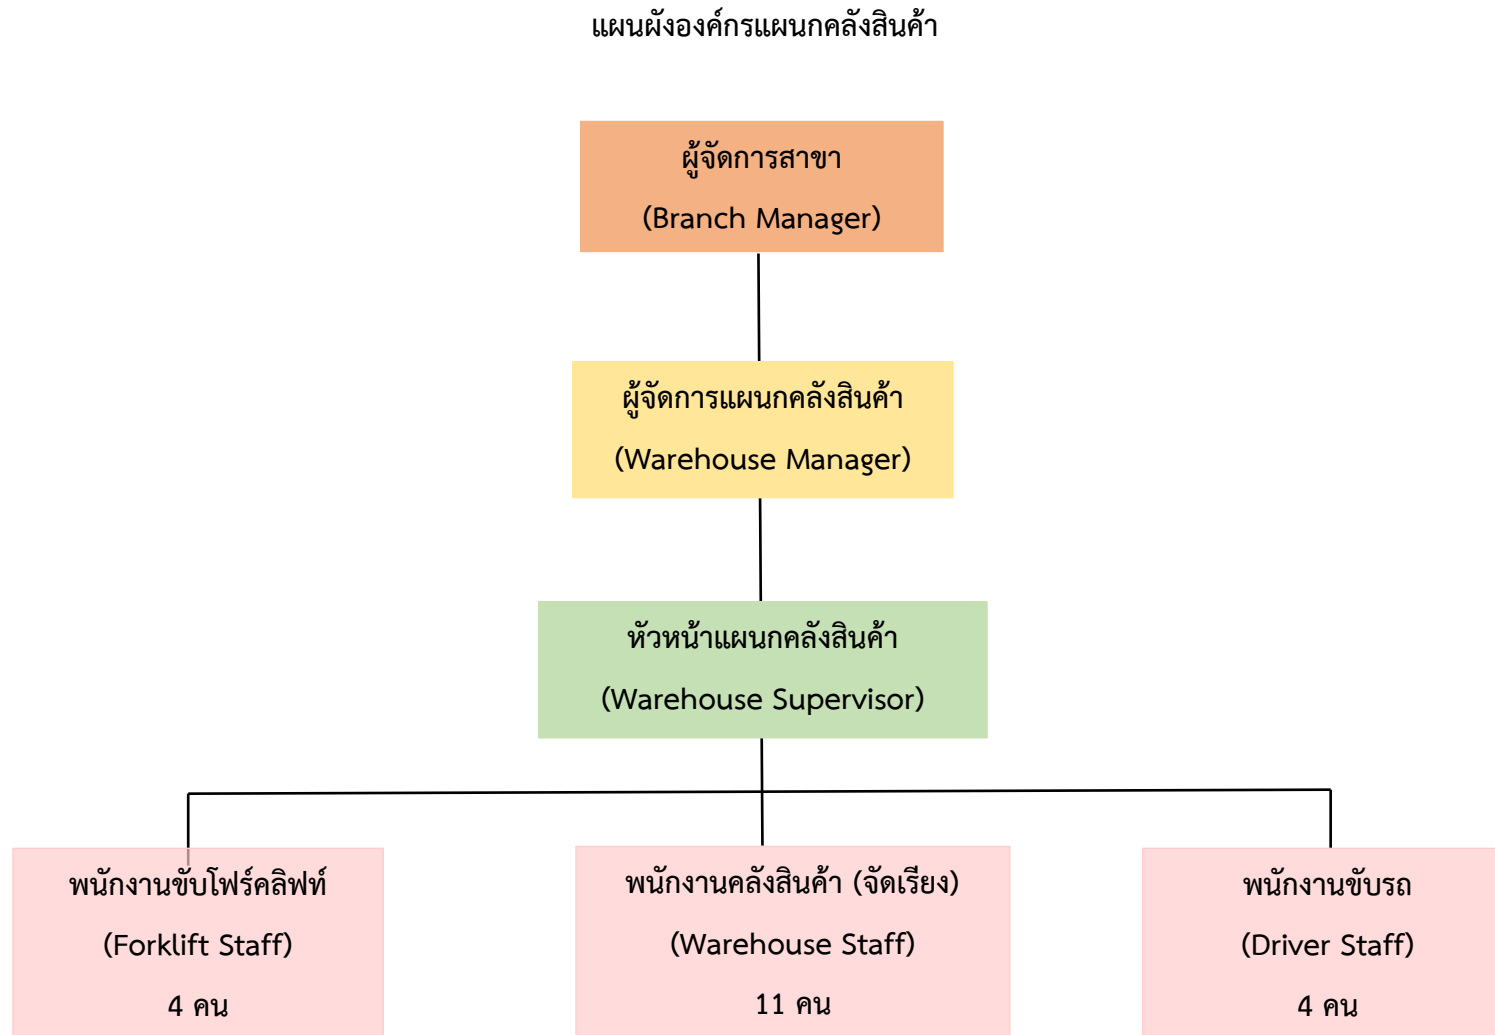 แผนผังองค์กรแผนกคลังสินค้า
ผู้จัดการสาขา
(Branch Manager)
ผู้จัดการแผนกคลังสินค้า
(Warehouse Manager)
หัวหน้าแผนกคลังสินค้า
(Warehouse Supervisor)
พนักงานขับโฟร์คลิฟท์
(Forklift Staff)
4 คน
พนักงานคลังสินค้า (จัดเรียง)
(Warehouse Staff)
11 คน
พนักงานขับรถ
(Driver Staff)
4 คน